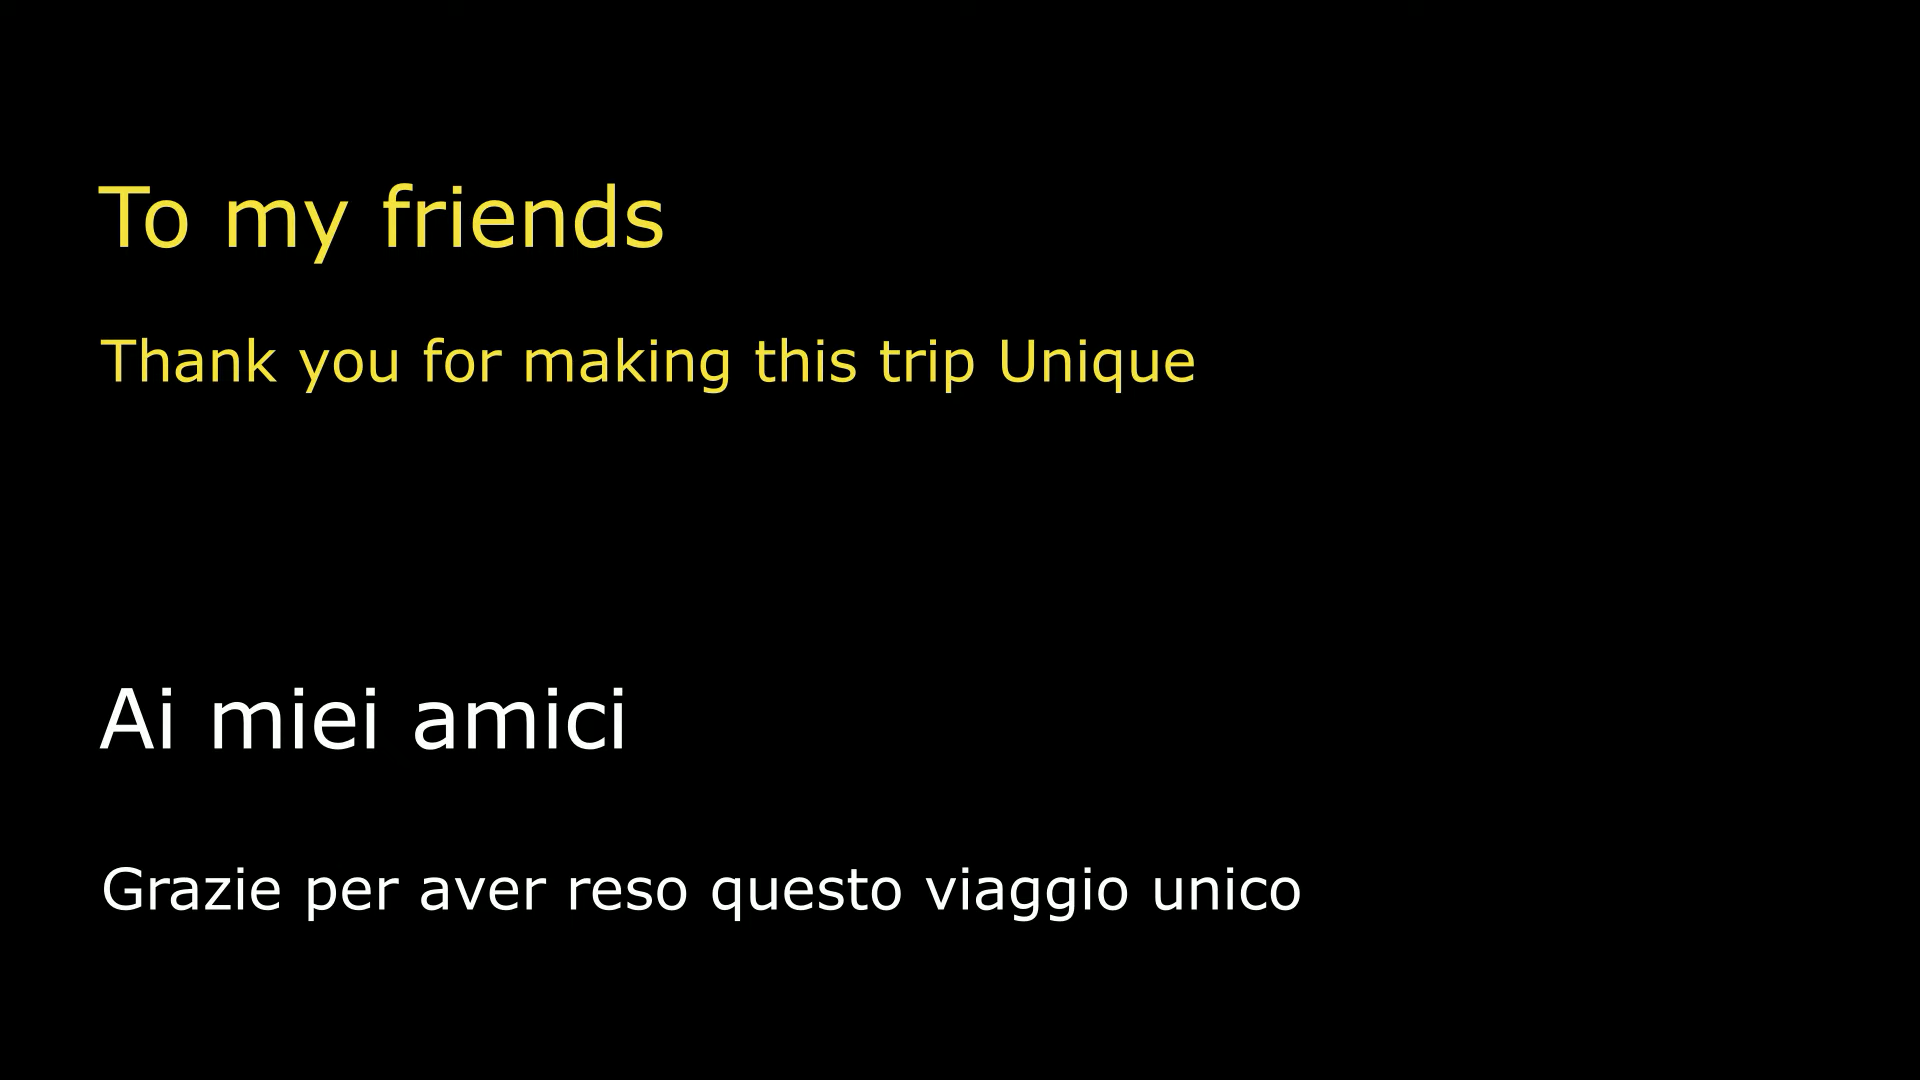 To my friends
Thank you for making this trip Unique
Ai miei amici
Grazie per aver reso questo viaggio unico